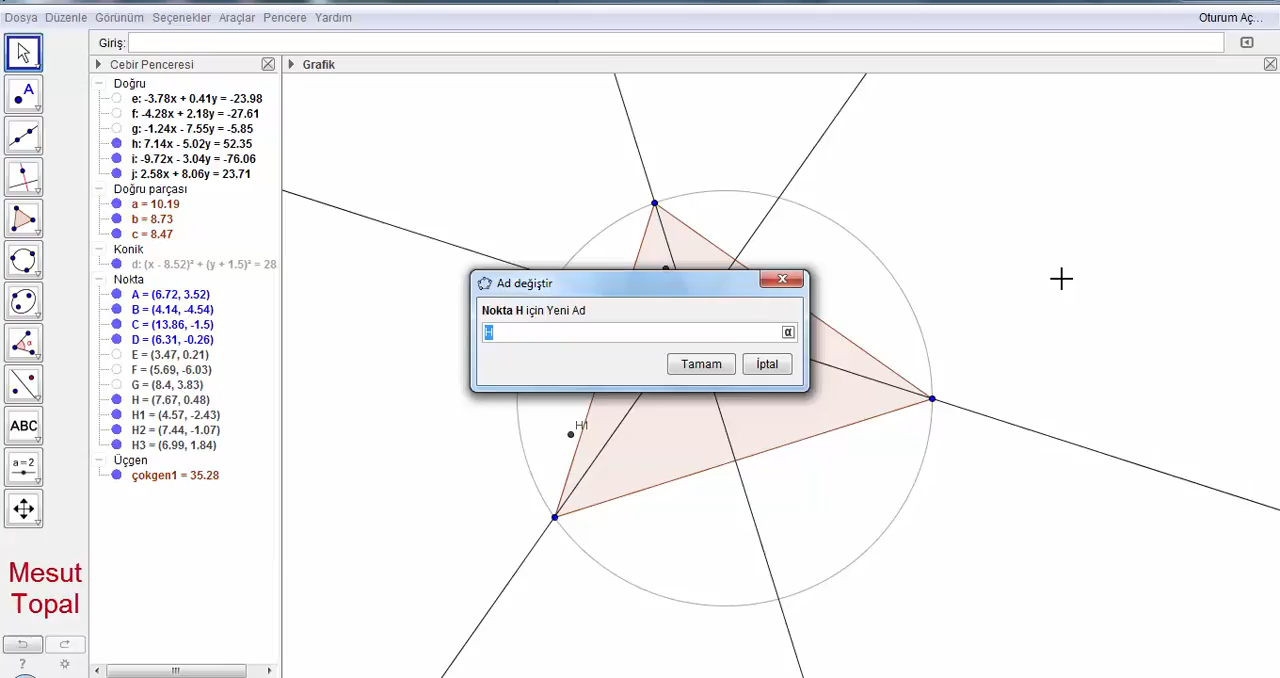 Dosya Düzenle Görünüm Seçenekler Araçlar Pencere Yardım
Oturum Aç...
Giriş:
Cebir Penceresi
Grafik
Doğru
e: -3.78x + 0.41y = -23.98
f: -4.28x + 2.18y = -27.61
g: -1.24x - 7.55y = -5.85
h: 7.14x - 5.02y = 52.35
i: -9.72x - 3.04y = -76.06
j: 2.58x + 8.06y = 23.71
Doğru parçası
a = 10.19
b = 8.73
c = 8.47
Konik
d: (x - 8.52)² + (y + 1.5)² = 28
Nokta
A = (6.72, 3.52)
B = (4.14, -4.54)
C = (13.86, -1.5)
D = (6.31, -0.26)
E = (3.47, 0.21)
F = (5.69, -6.03)
G = (8.4, 3.83)
H = (7.67, 0.48)
H1 = (4.57, -2.43)
H2 = (7.44, -1.07)
H3 = (6.99, 1.84)
Üçgen
çokgen1 = 35.28
Ad değiştir
Nokta H için Yeni Ad
H
α
Tamam
İptal
H1
A
α
ABC
a=2
Mesut
Topal
?